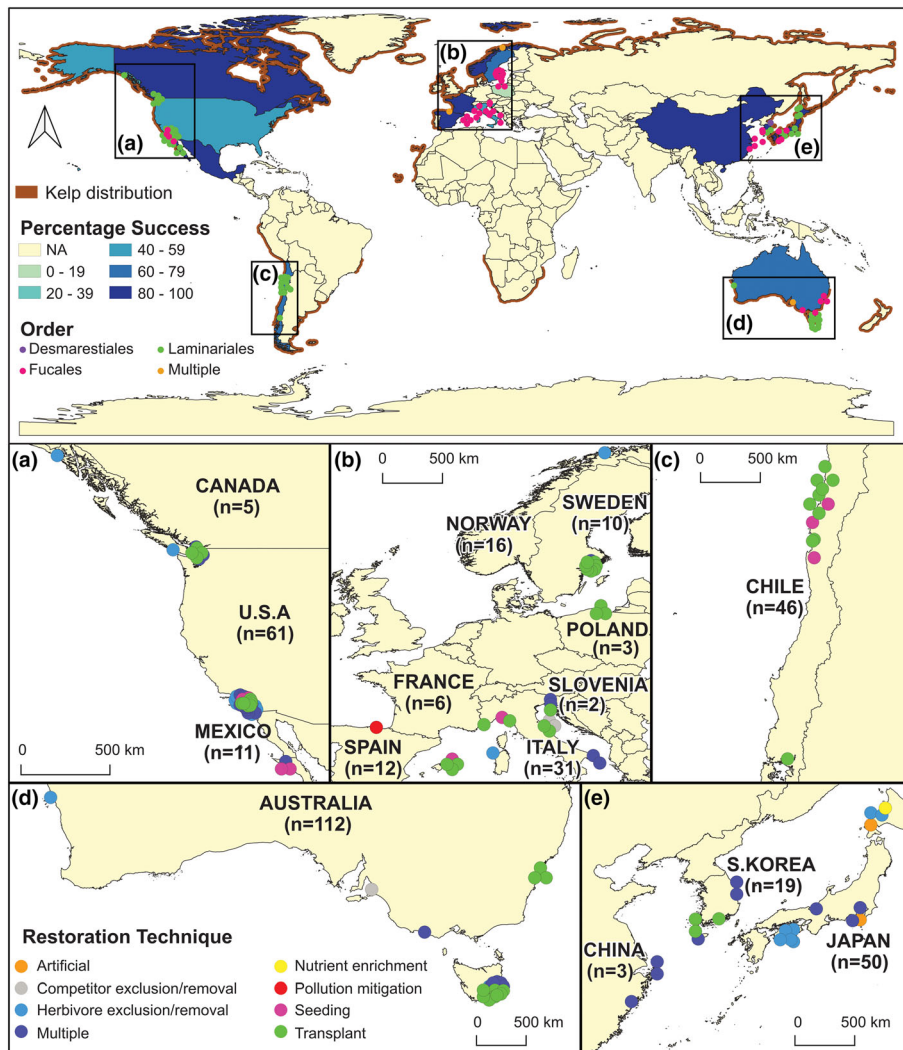 (a)
(b)
(c)
(d)
(e)
Kelp distribution
Percentage Success
NA
0 - 19
20 - 39
40 - 59
60 - 79
80 - 100
Order
Desmarestiales
Fucales
Laminariales
Multiple
(a)
CANADA
(n=5)
U.S.A
(n=61)
MEXICO
(n=11)
0 500 km
(b)
0 500 km
NORWAY
(n=16)
SWEDEN
(n=10)
POLAND
(n=3)
FRANCE
(n=6)
SLOVENIA
(n=2)
SPAIN
(n=12)
ITALY
(n=31)
(c)
0 500 km
CHILE
(n=46)
(d)
AUSTRALIA
(n=112)
Restoration Technique
Artificial
Competitor exclusion/removal
Herbivore exclusion/removal
Multiple
Nutrient enrichment
Pollution mitigation
Seeding
Transplant
0 500 km
(e)
S.KOREA
(n=19)
CHINA
(n=3)
JAPAN
(n=50)
0 500 km